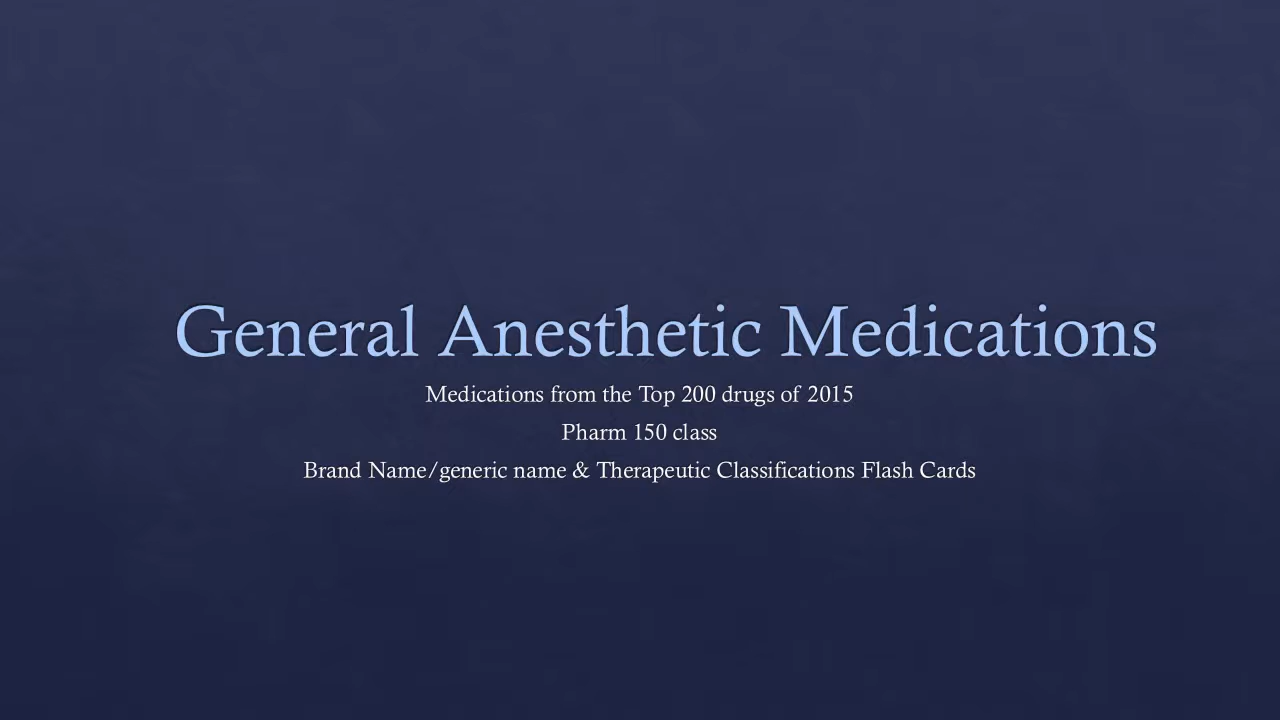 General Anesthetic Medications
Medications from the Top 200 drugs of 2015
Pharm 150 class
Brand Name/generic name & Therapeutic Classifications Flash Cards